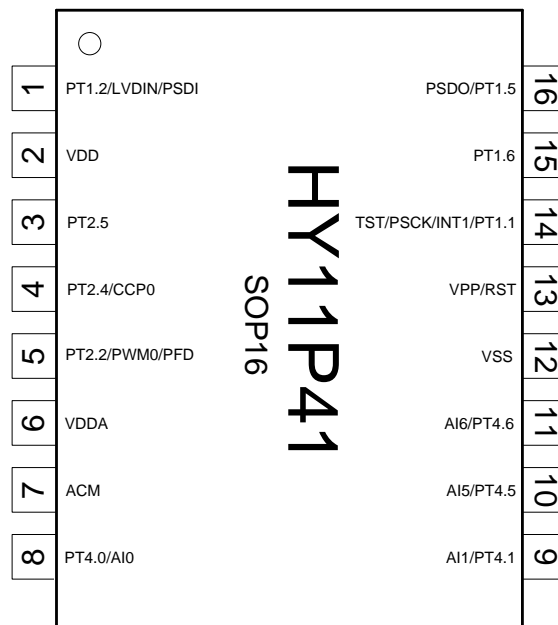 1 PT1.2/LVDIN/PSDI PSDO/PT1.5 16
2 VDD PT1.6 15
3 PT2.5 TST/PSCK/INT1/PT1.1 14
4 PT2.4/CCP0 VPP/RST 13
5 PT2.2/PWM0/PFD VSS 12
6 VDDA AI6/PT4.6 11
7 ACM AI5/PT4.5 10
8 PT4.0/AI0 AI1/PT4.1 9
HY11P41
SOP16